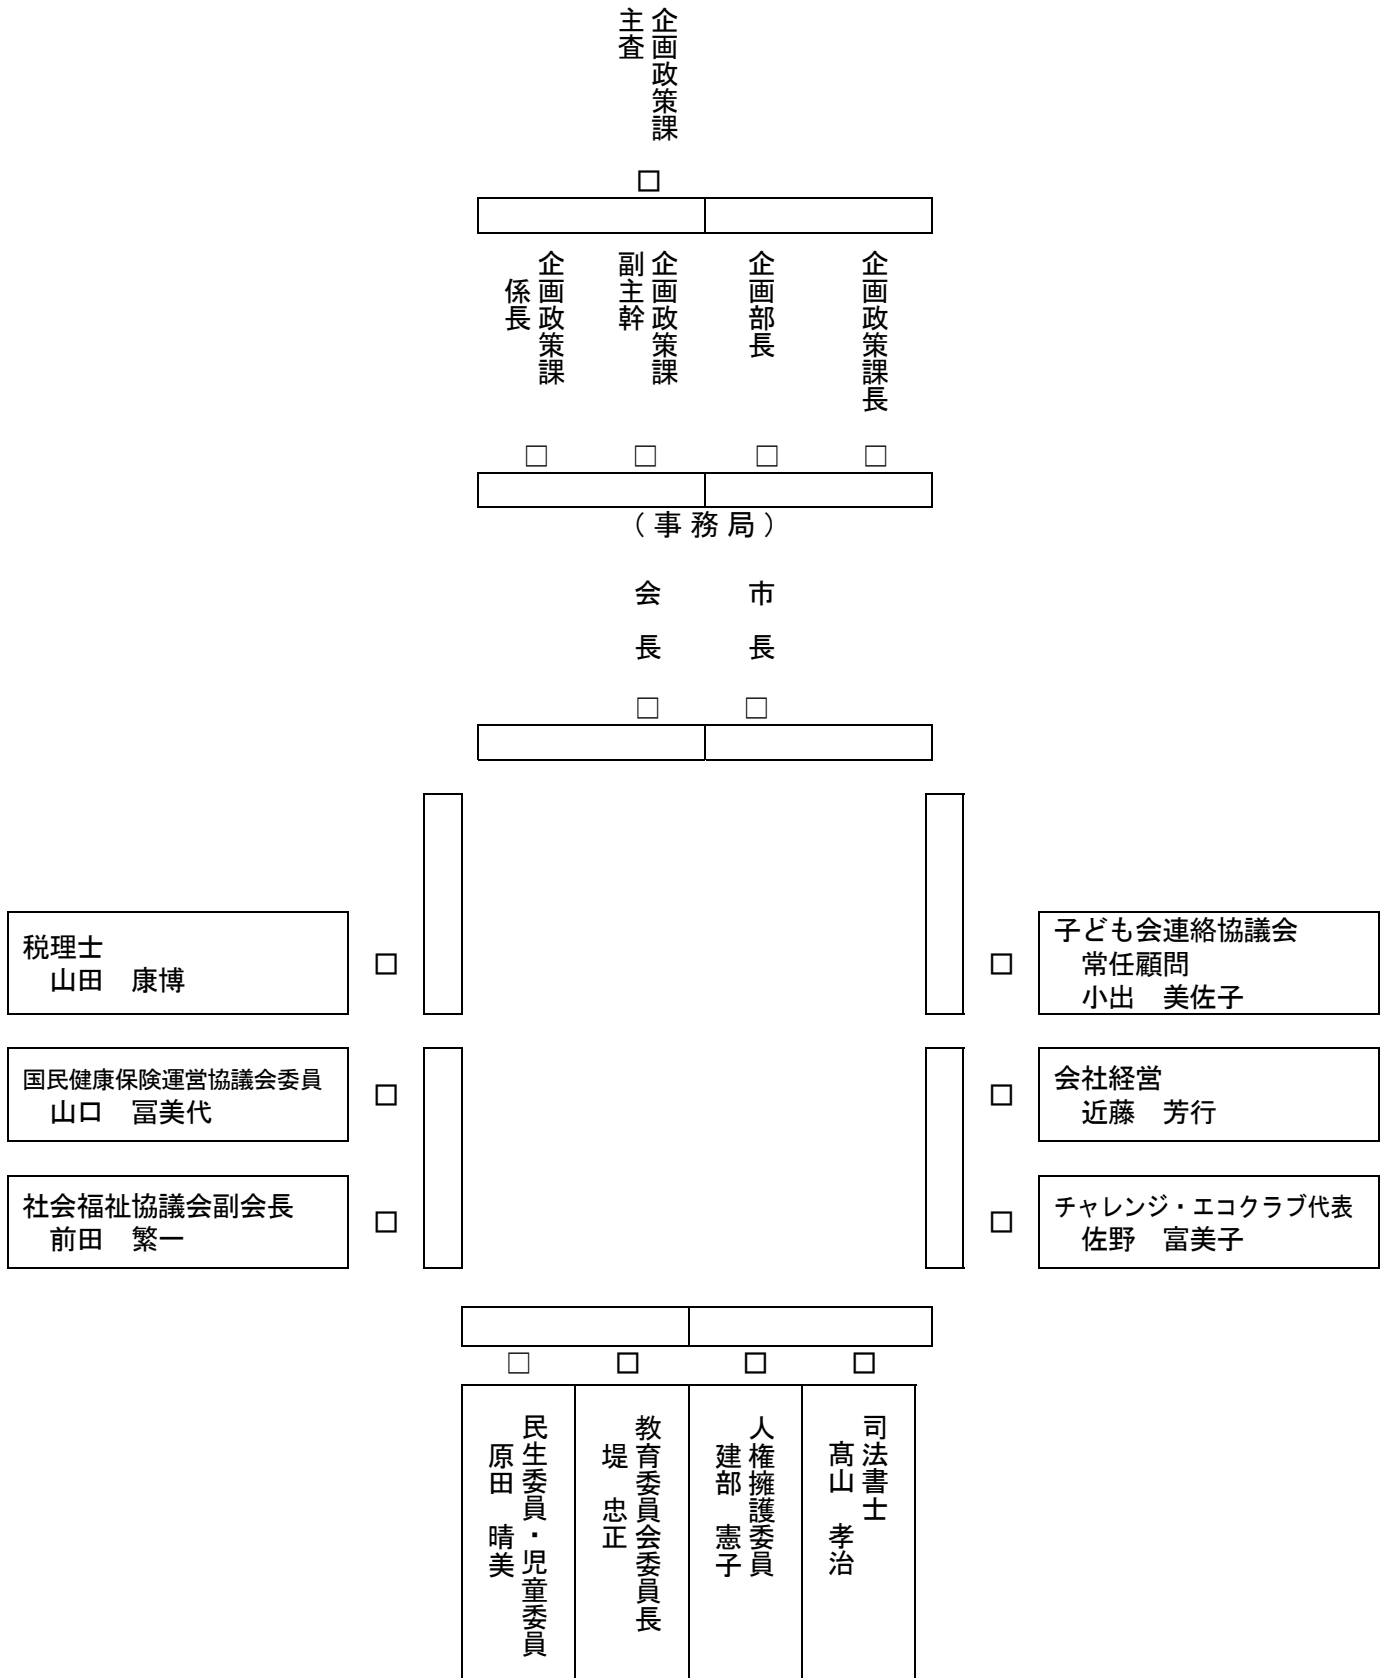 企画政策課
主査
□
企画政策課長
企画部長
企画政策課
副主幹
企画政策課
係長
□ □ □ □
（事務局）
市長
会長
□ □
税理士
山田　康博
□
国民健康保険運営協議会委員
山口　冨美代
□
社会福祉協議会副会長
前田　繁一
□
□
子ども会連絡協議会
常任顧問
小出　美佐子
□
会社経営
近藤　芳行
□
チャレンジ・エコクラブ代表
佐野　富美子
□ □ □ □
司法書士
髙山　孝治
人権擁護委員
建部　憲子
教育委員会委員長
堤　忠正
民生委員・児童委員
原田　晴美